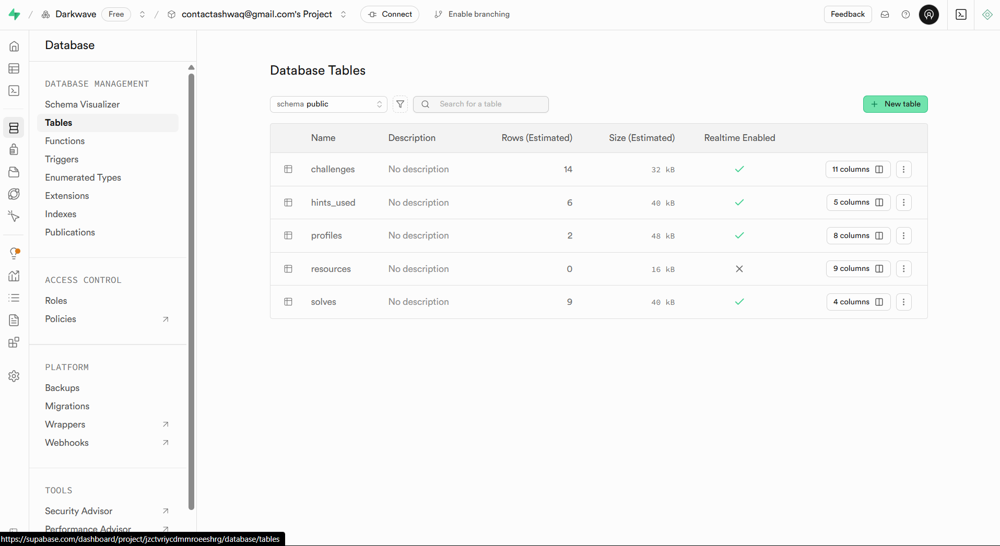 / Darkwave Free / contactashwaq@gmail.com's Project Connect Enable branching Feedback
Database
DATABASE MANAGEMENT
Schema Visualizer
Tables
Functions
Triggers
Enumerated Types
Extensions
Indexes
Publications
ACCESS CONTROL
Roles
Policies
PLATFORM
Backups
Migrations
Wrappers
Webhooks
TOOLS
Security Advisor
Performance Advisor
https://supabase.com/dashboard/project/jzctvriycdmmroeeshrg/database/tables
Database Tables
schema public Search for a table New table
Name Description Rows (Estimated) Size (Estimated) Realtime Enabled
challenges No description 14 32 kB 11 columns
hints_used No description 6 40 kB 5 columns
profiles No description 2 48 kB 8 columns
resources No description 0 16 kB 9 columns
solves No description 9 40 kB 4 columns